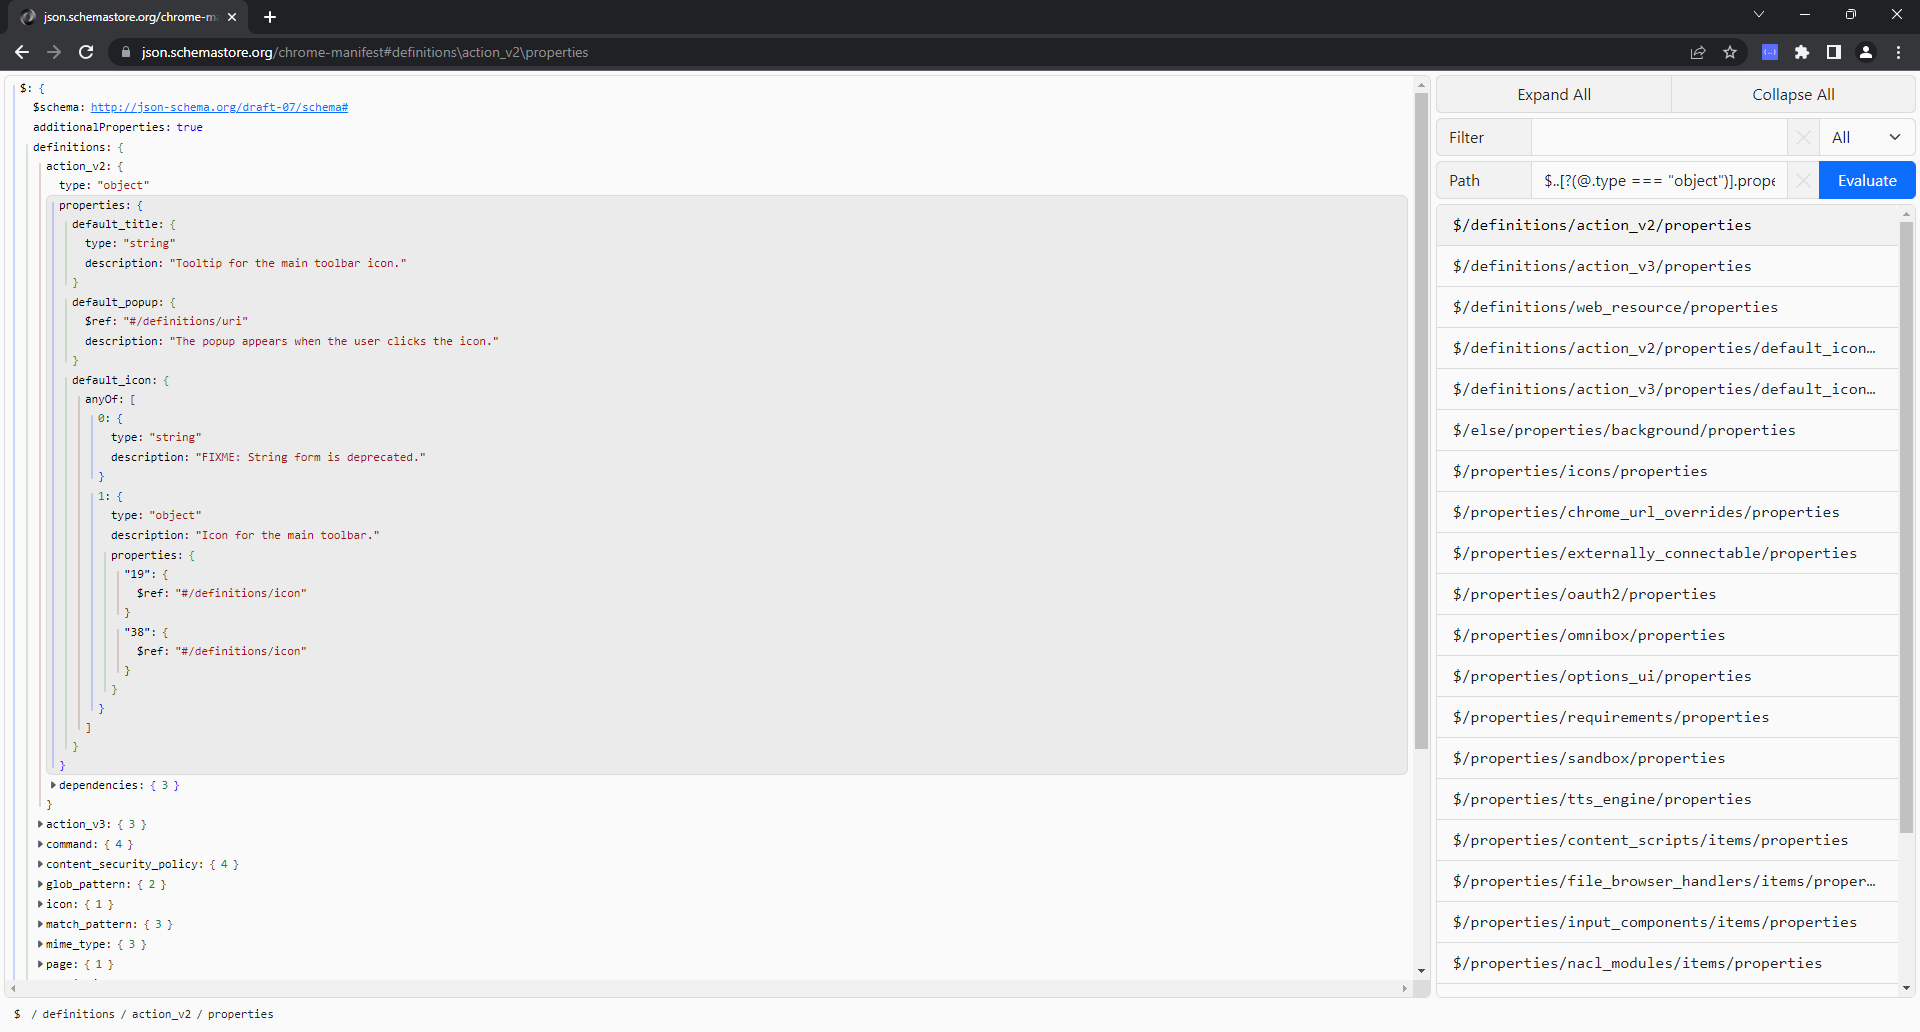 json.schemastore.org/chrome-m
json.schemastore.org/chrome-manifest#definitions\action_v2\properties
$: {
$schema: http://json-schema.org/draft-07/schema#
additionalProperties: true
definitions: {
action_v2: {
type: "object"
properties: {
default_title: {
type: "string"
description: "Tooltip for the main toolbar icon."
}
default_popup: {
$ref: "#/definitions/uri"
description: "The popup appears when the user clicks the icon."
}
default_icon: {
anyOf: [
0: {
type: "string"
description: "FIXME: String form is deprecated."
}
1: {
type: "object"
description: "Icon for the main toolbar."
properties: {
"19": {
$ref: "#/definitions/icon"
}
"38": {
$ref: "#/definitions/icon"
}
}
}
]
}
}
dependencies: { 3 }
}
action_v3: { 3 }
command: { 4 }
content_security_policy: { 4 }
glob_pattern: { 2 }
icon: { 1 }
match_pattern: { 3 }
mime_type: { 3 }
page: { 1 }
$ / definitions / action_v2 / properties
Expand All Collapse All
Filter All
Path $..[?(@.type === "object")].prope Evaluate
$/definitions/action_v2/properties
$/definitions/action_v3/properties
$/definitions/web_resource/properties
$/definitions/action_v2/properties/default_icon…
$/definitions/action_v3/properties/default_icon…
$/else/properties/background/properties
$/properties/icons/properties
$/properties/chrome_url_overrides/properties
$/properties/externally_connectable/properties
$/properties/oauth2/properties
$/properties/omnibox/properties
$/properties/options_ui/properties
$/properties/requirements/properties
$/properties/sandbox/properties
$/properties/tts_engine/properties
$/properties/content_scripts/items/properties
$/properties/file_browser_handlers/items/proper…
$/properties/input_components/items/properties
$/properties/nacl_modules/items/properties